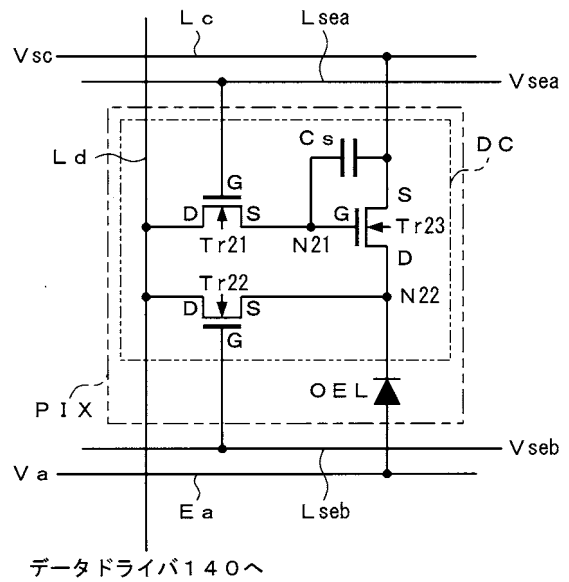 Lc
Lsea
Vsc
Vsea
Ld
Cs
DC
G
S
D
S
G
Tr23
Tr21
N21
D
Tr22
D
S
N22
G
OEL
PIX
Vseb
Va
Ea
Lseb
データドライバ140へ